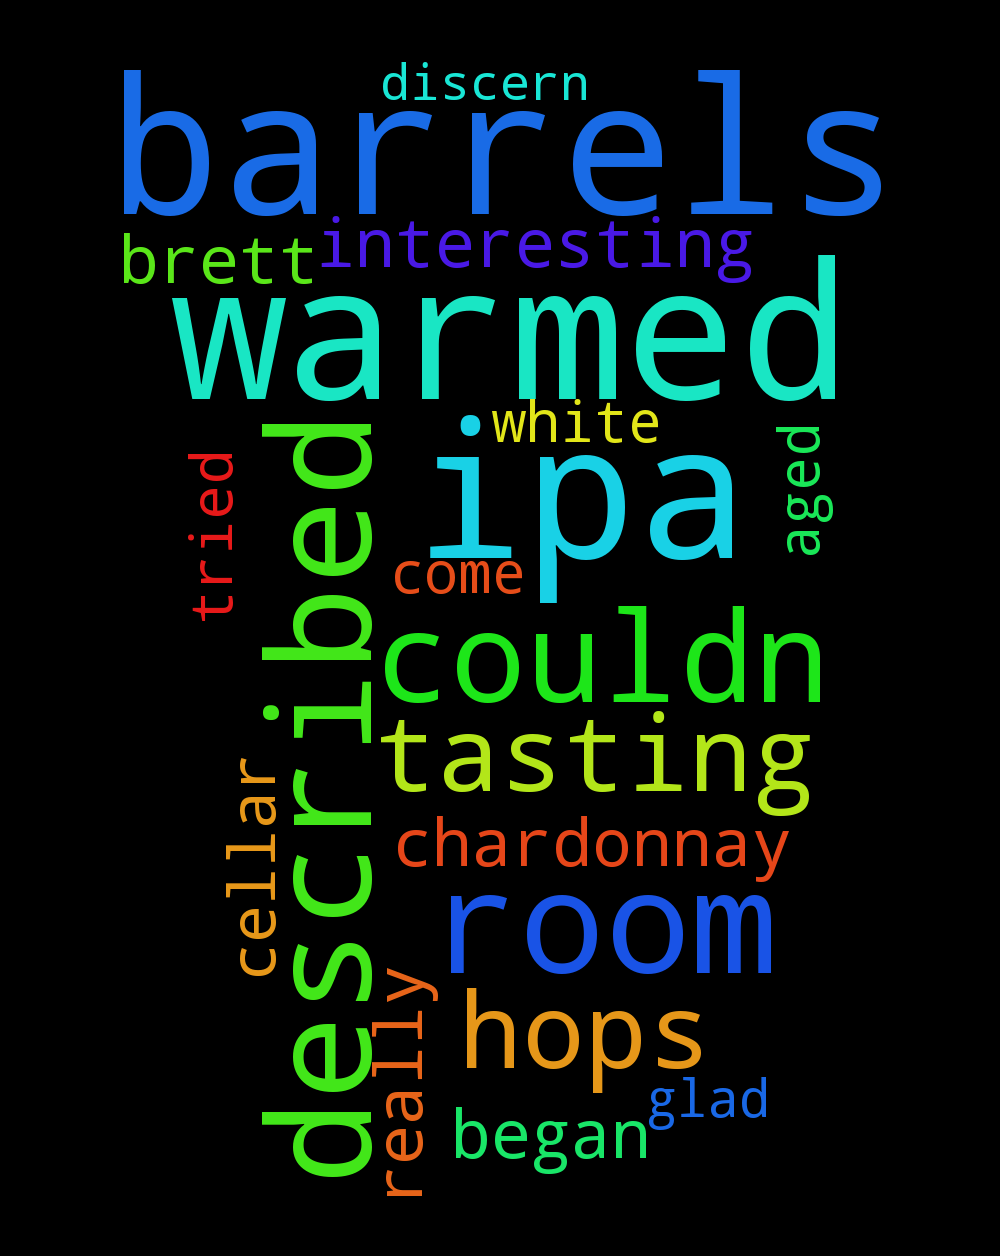 discern
barrels
brett
interesting
warmed
white
ipa
aged
tried
described
come
couldn
tasting
cellar
chardonnay
room
really
hops
glad
began